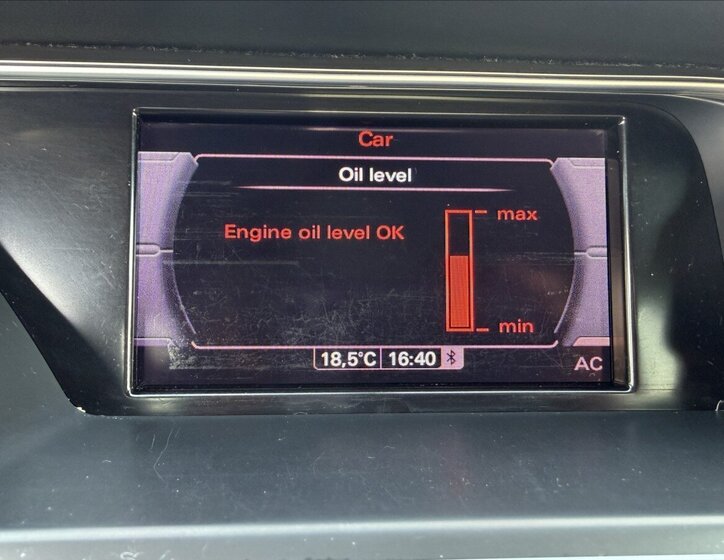 Car
Oil level
max
Engine oil level OK
min
18,5°C 16:40
AC